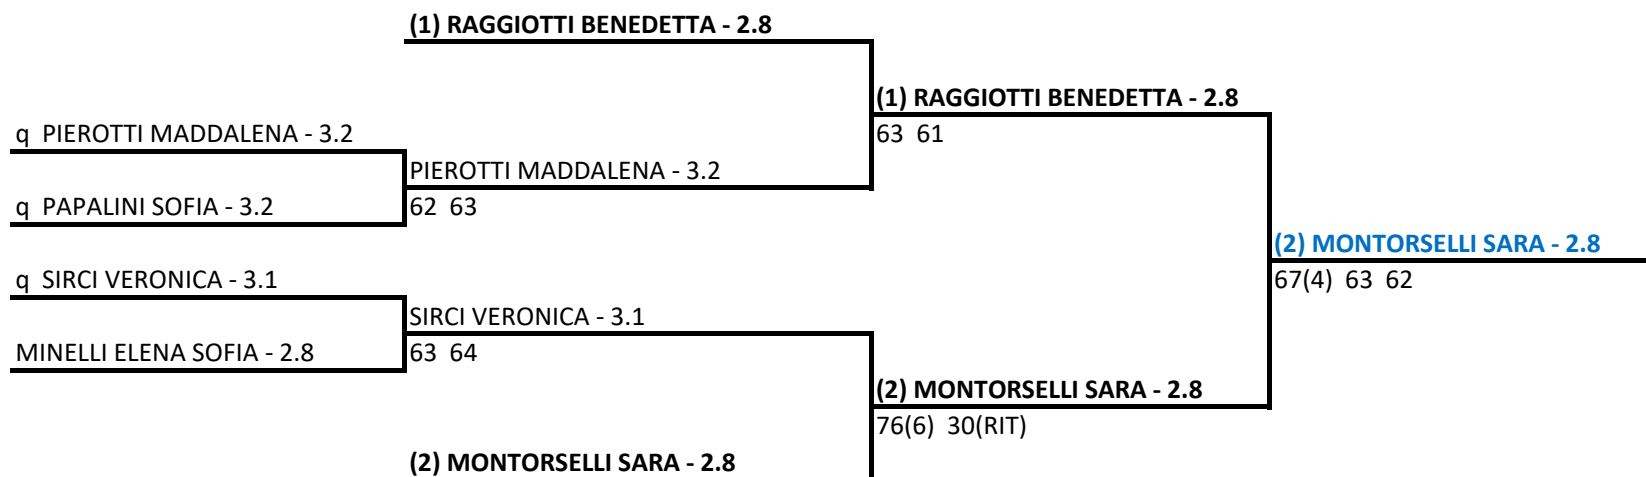 (1) RAGGIOTTI BENEDETTA - 2.8
(1) RAGGIOTTI BENEDETTA - 2.8
q PIEROTTI MADDALENA - 3.2
63 61
PIEROTTI MADDALENA - 3.2
q PAPALINI SOFIA - 3.2
62 63
(2) MONTORSELLI SARA - 2.8
q SIRCI VERONICA - 3.1
67(4) 63 62
SIRCI VERONICA - 3.1
MINELLI ELENA SOFIA - 2.8
63 64
(2) MONTORSELLI SARA - 2.8
76(6) 30(RIT)
(2) MONTORSELLI SARA - 2.8